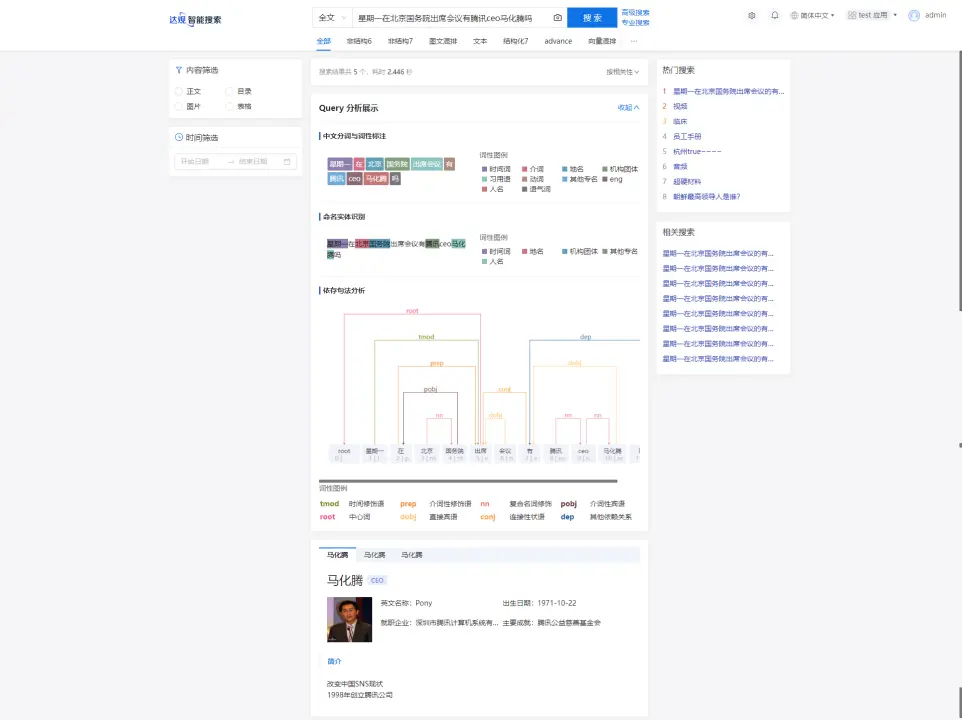 达观 智能搜索
全文 星期一在北京国务院出席会议有腾讯ceo马化腾吗 搜 索 高级搜索 专业搜索
简体中文 test 应用 admin
全部 非结构6 非结构7 图文混排 文本 结构化7 advance 向量混排 ···
内容筛选
正文 目录
图片 表格
时间筛选
开始日期 → 结束日期
搜索结果共 5 个，耗时 2.446 秒 按相关性
Query 分析展示 收起
中文分词与词性标注
星期一 在 北京 国务院 出席会议 有
腾讯 ceo 马化腾 吗
词性图例
时间词 介词 地名 机构团体
习用语 动词 其他专名 eng
人名 语气词
命名实体识别
星期一在北京国务院出席会议有腾讯ceo马化
腾吗
词性图例
时间词 地名 机构团体 其他专名
人名
依存句法分析
root
tmod dep
prep dobj
pobj conj
nn dobj nn nn
root 星期一 在 北京 国务院 出席 会议 有 腾讯 ceo 马化腾
词性图例
tmod 时间修饰语 prep 介词性修饰语 nn 复合名词修饰 pobj 介词性宾语
root 中心词 dobj 直接宾语 conj 连接性状语 dep 其他依赖关系
马化腾 马化腾 马化腾
马化腾 CEO
英文名称：Pony 出生日期：1971-10-22
就职企业：深圳市腾讯计算机系统有... 主要成就：腾讯公益慈善基金会
简介
改变中国SNS现状
1998年创立腾讯公司
热门搜索
1 星期一在北京国务院出席会议的有...
2 视频
3 临床
4 员工手册
5 杭州true~~~~
6 音频
7 超硬材料
8 朝鲜最高领导人是谁?
相关搜索
星期一在北京国务院出席会议的有...
星期一在北京国务院出席会议的有...
星期一在北京国务院出席会议的有...
星期一在北京国务院出席会议的有...
星期一在北京国务院出席会议的有...
星期一在北京国务院出席会议的有...
星期一在北京国务院出席会议的有...
星期一在北京国务院出席会议的有...